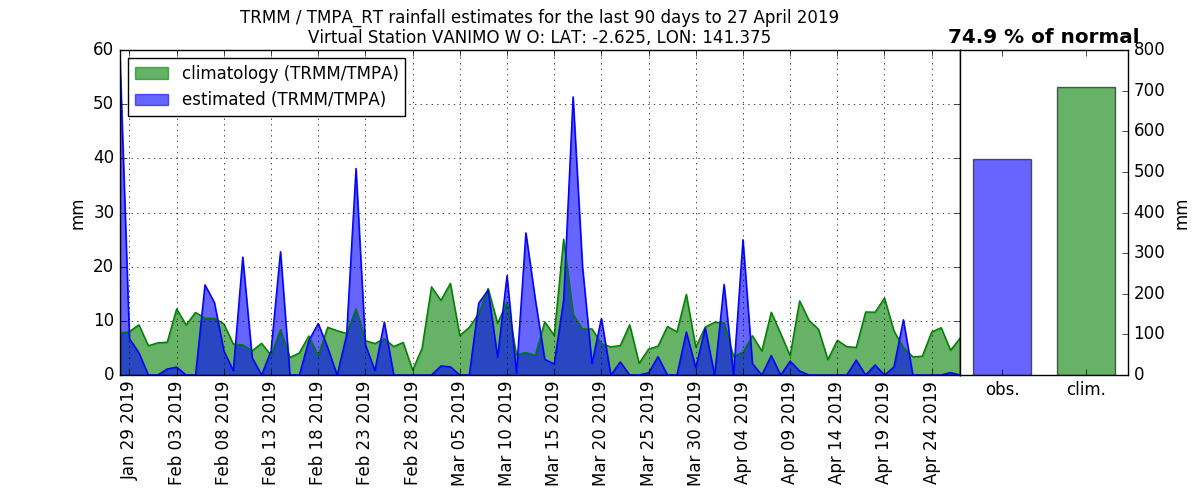 TRMM / TMPA_RT rainfall estimates for the last 90 days to 27 April 2019
Virtual Station VANIMO W O: LAT: -2.625, LON: 141.375
74.9 % of normal
climatology (TRMM/TMPA)
estimated (TRMM/TMPA)
mm
60
50
40
30
20
10
0
Jan 29 2019
Feb 03 2019
Feb 08 2019
Feb 13 2019
Feb 18 2019
Feb 23 2019
Feb 28 2019
Mar 05 2019
Mar 10 2019
Mar 15 2019
Mar 20 2019
Mar 25 2019
Mar 30 2019
Apr 04 2019
Apr 09 2019
Apr 14 2019
Apr 19 2019
Apr 24 2019
obs.
clim.
800
700
600
500
400
300
200
100
0
mm